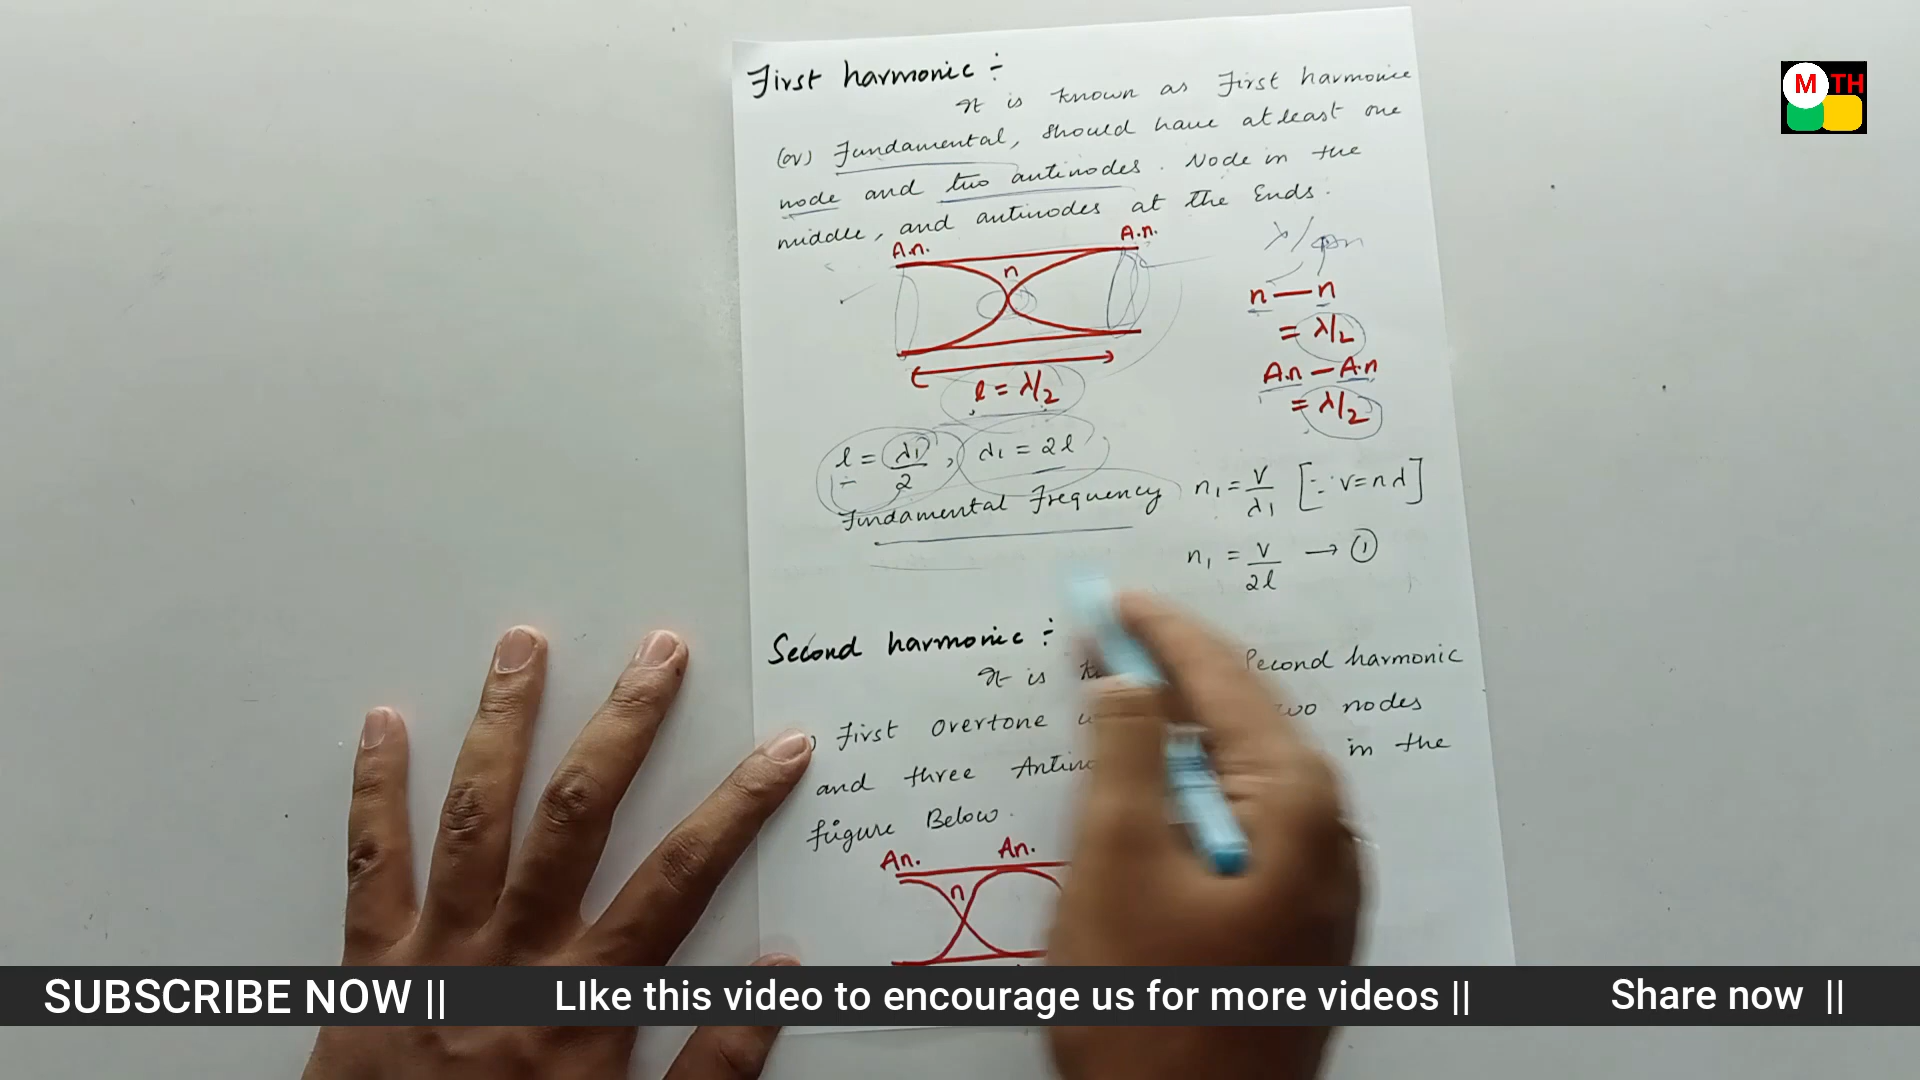 First harmonic ÷
It is known as First harmonic
(or) Fundamental, should have atleast one
node and two antinodes. Node in the
middle, and antinodes at the Ends.
A.n. A.n.
n
l = λ/2
n — n
= λ/2
A.n — A.n
= λ/2
l = λ1/2, λ1 = 2l
Fundamental Frequency n1 = V/λ1 [∵ v=nλ]
n1 = V/2l → ①
Second harmonic ÷
It is Second harmonic
First overtone two nodes
and three in the
figure Below.
An. An.
n
M TH
SUBSCRIBE NOW || LIke this video to encourage us for more videos || Share now ||